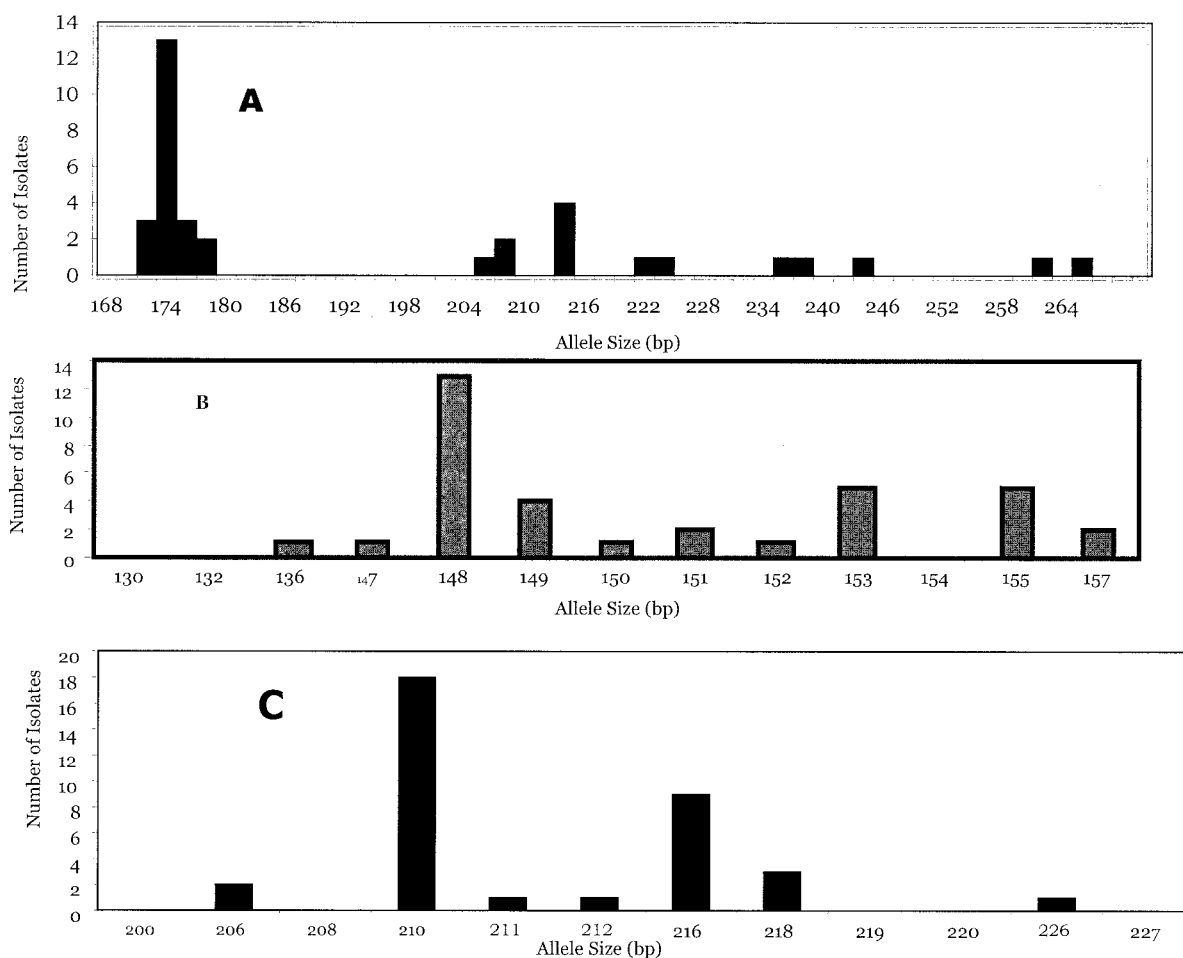 14
12
A
10
8
6
4
2
0
Number of Isolates
168 174 180 186 192 198 204 210 216 222 228 234 240 246 252 258 264
Allele Size (bp)
14
12
B
10
8
6
4
2
0
Number of Isolates
130 132 136 147 148 149 150 151 152 153 154 155 157
Allele Size (bp)
20
18
C
16
14
12
10
8
6
4
2
0
Number of Isolates
200 206 208 210 211 212 216 218 219 220 226 227
Allele Size (bp)